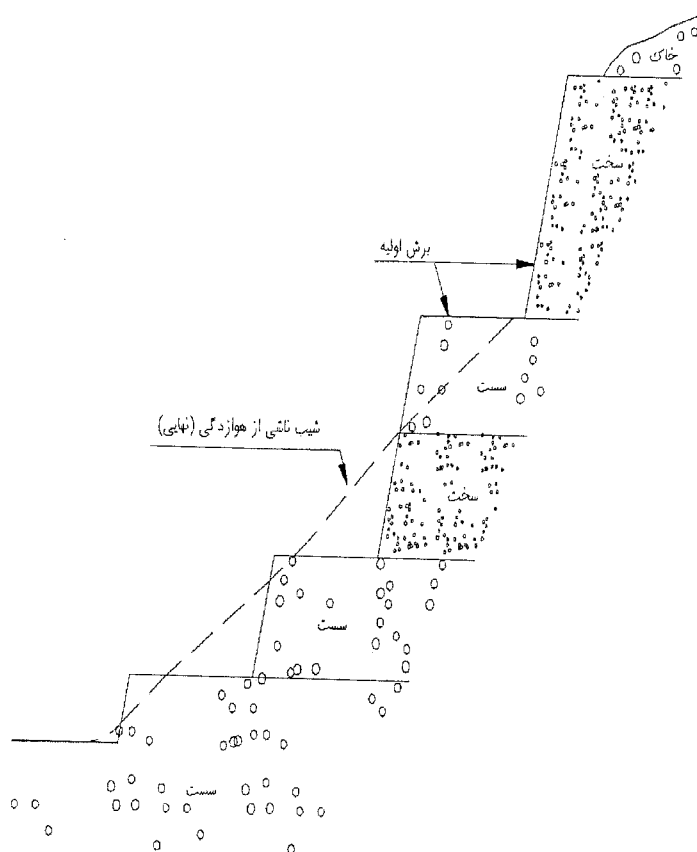 خاک
سخت
برش اولیه
سست
شیب ناشی از هوازدگی (نهایی)
سخت
سست
سست